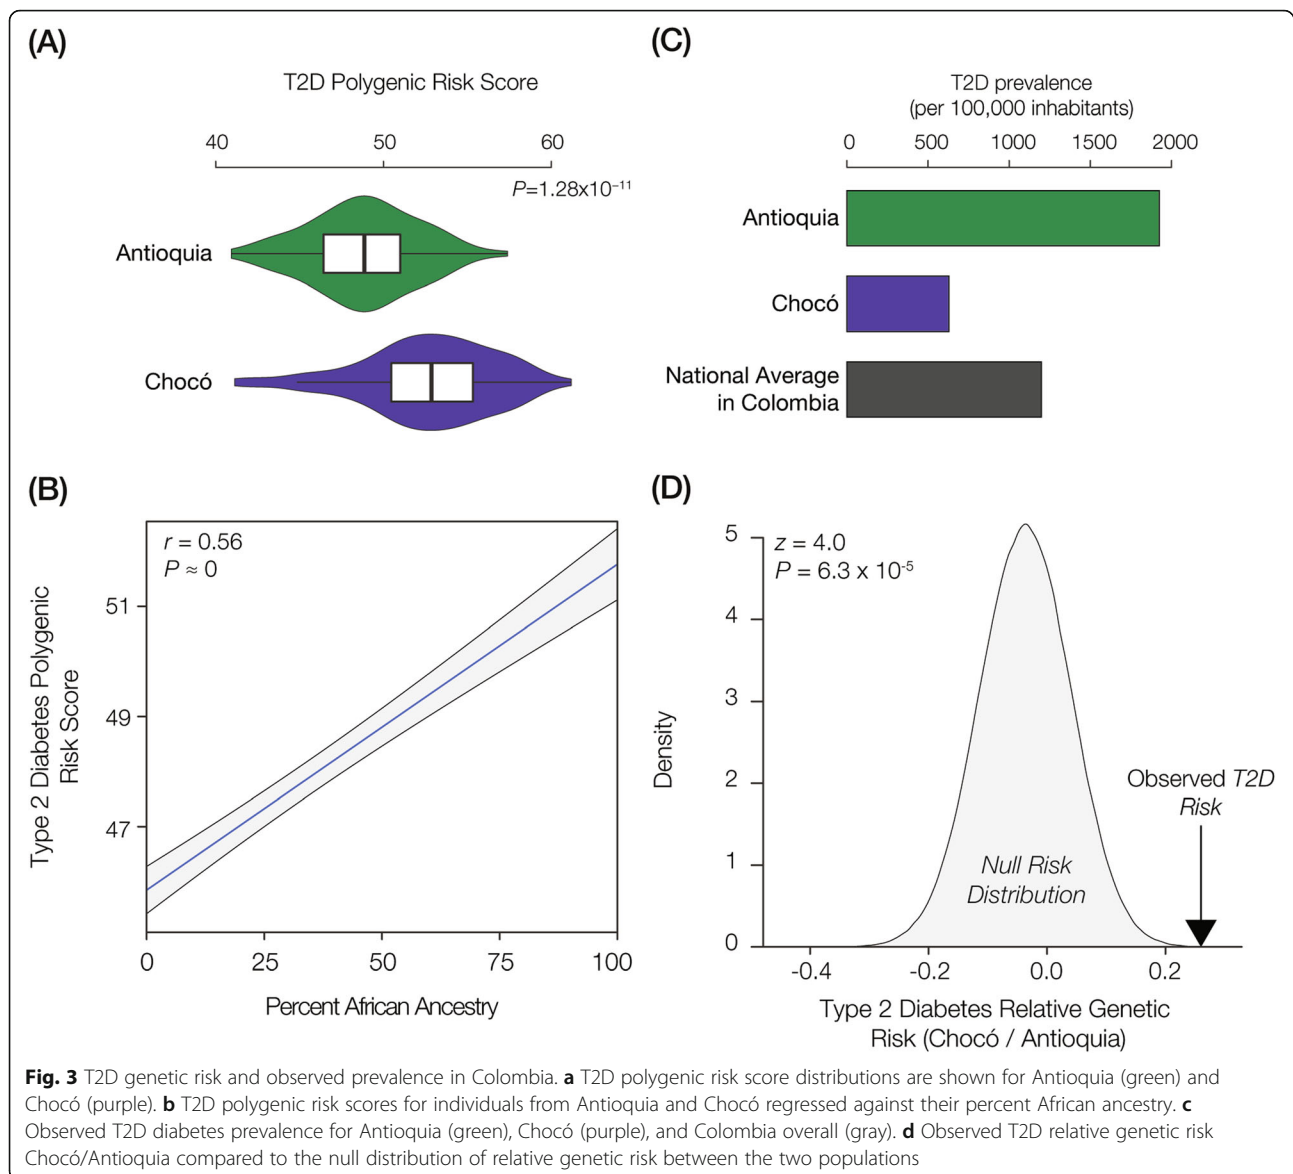 (A)
T2D Polygenic Risk Score
40 50 60
P=1.28x10⁻¹¹
Antioquia
Chocó
(C)
T2D prevalence
(per 100,000 inhabitants)
0 500 1000 1500 2000
Antioquia
Chocó
National Average
in Colombia
(B)
r = 0.56
P ≈ 0
Type 2 Diabetes Polygenic
Risk Score
51
49
47
0 25 50 75 100
Percent African Ancestry
(D)
z = 4.0
P = 6.3 x 10⁻⁵
Density
5
4
3
2
1
0
Observed T2D
Risk
Null Risk
Distribution
-0.4 -0.2 0.0 0.2
Type 2 Diabetes Relative Genetic
Risk (Chocó / Antioquia)
Fig. 3 T2D genetic risk and observed prevalence in Colombia. a T2D polygenic risk score distributions are shown for Antioquia (green) and
Chocó (purple). b T2D polygenic risk scores for individuals from Antioquia and Chocó regressed against their percent African ancestry. c
Observed T2D diabetes prevalence for Antioquia (green), Chocó (purple), and Colombia overall (gray). d Observed T2D relative genetic risk
Chocó/Antioquia compared to the null distribution of relative genetic risk between the two populations